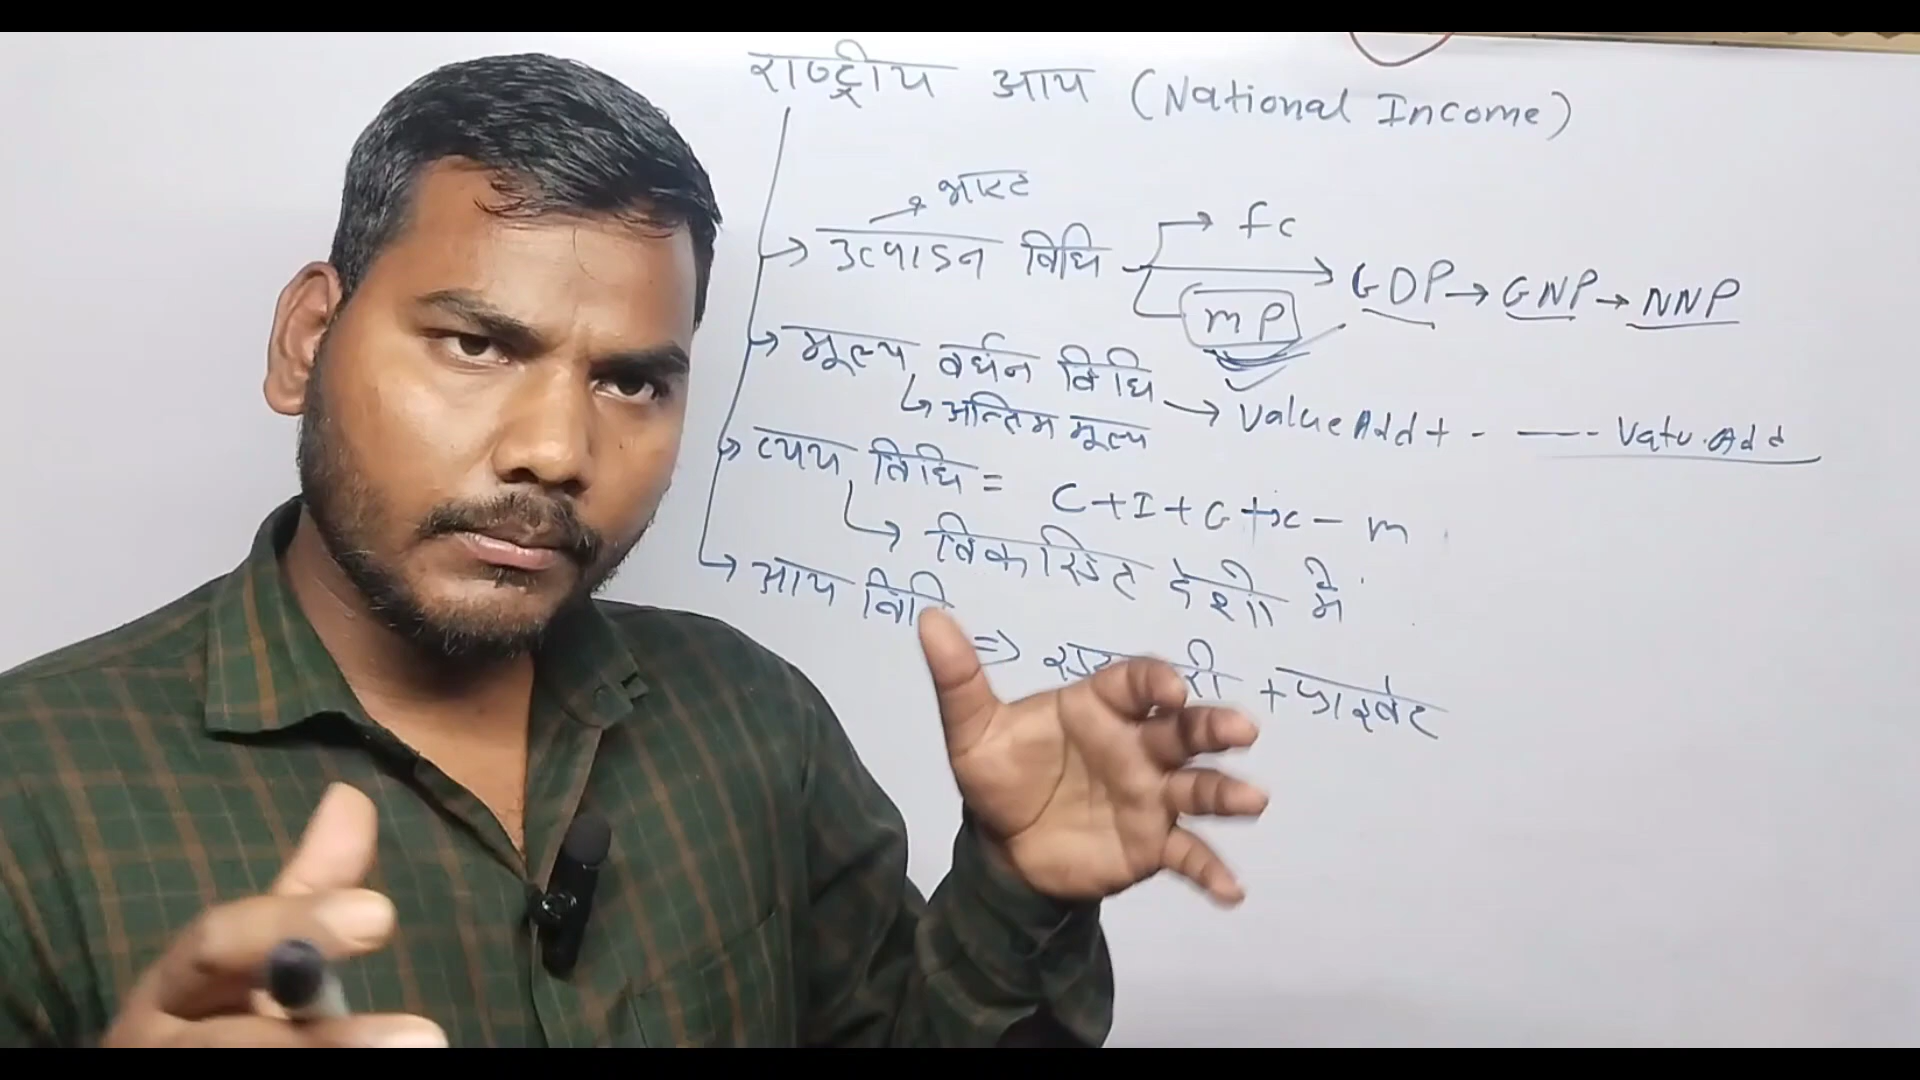 राष्ट्रीय आय (National Income)
भारत
उत्पादन विधि → fc
mP → GDP → GNP → NNP
मूल्य वर्धन विधि → Value Add + - —— - Valu. Add
अन्तिम मूल्य
व्यय विधि = C + I + G + x - m
विकसित देशों में
आय वि
⇒ री + प्राइवेट